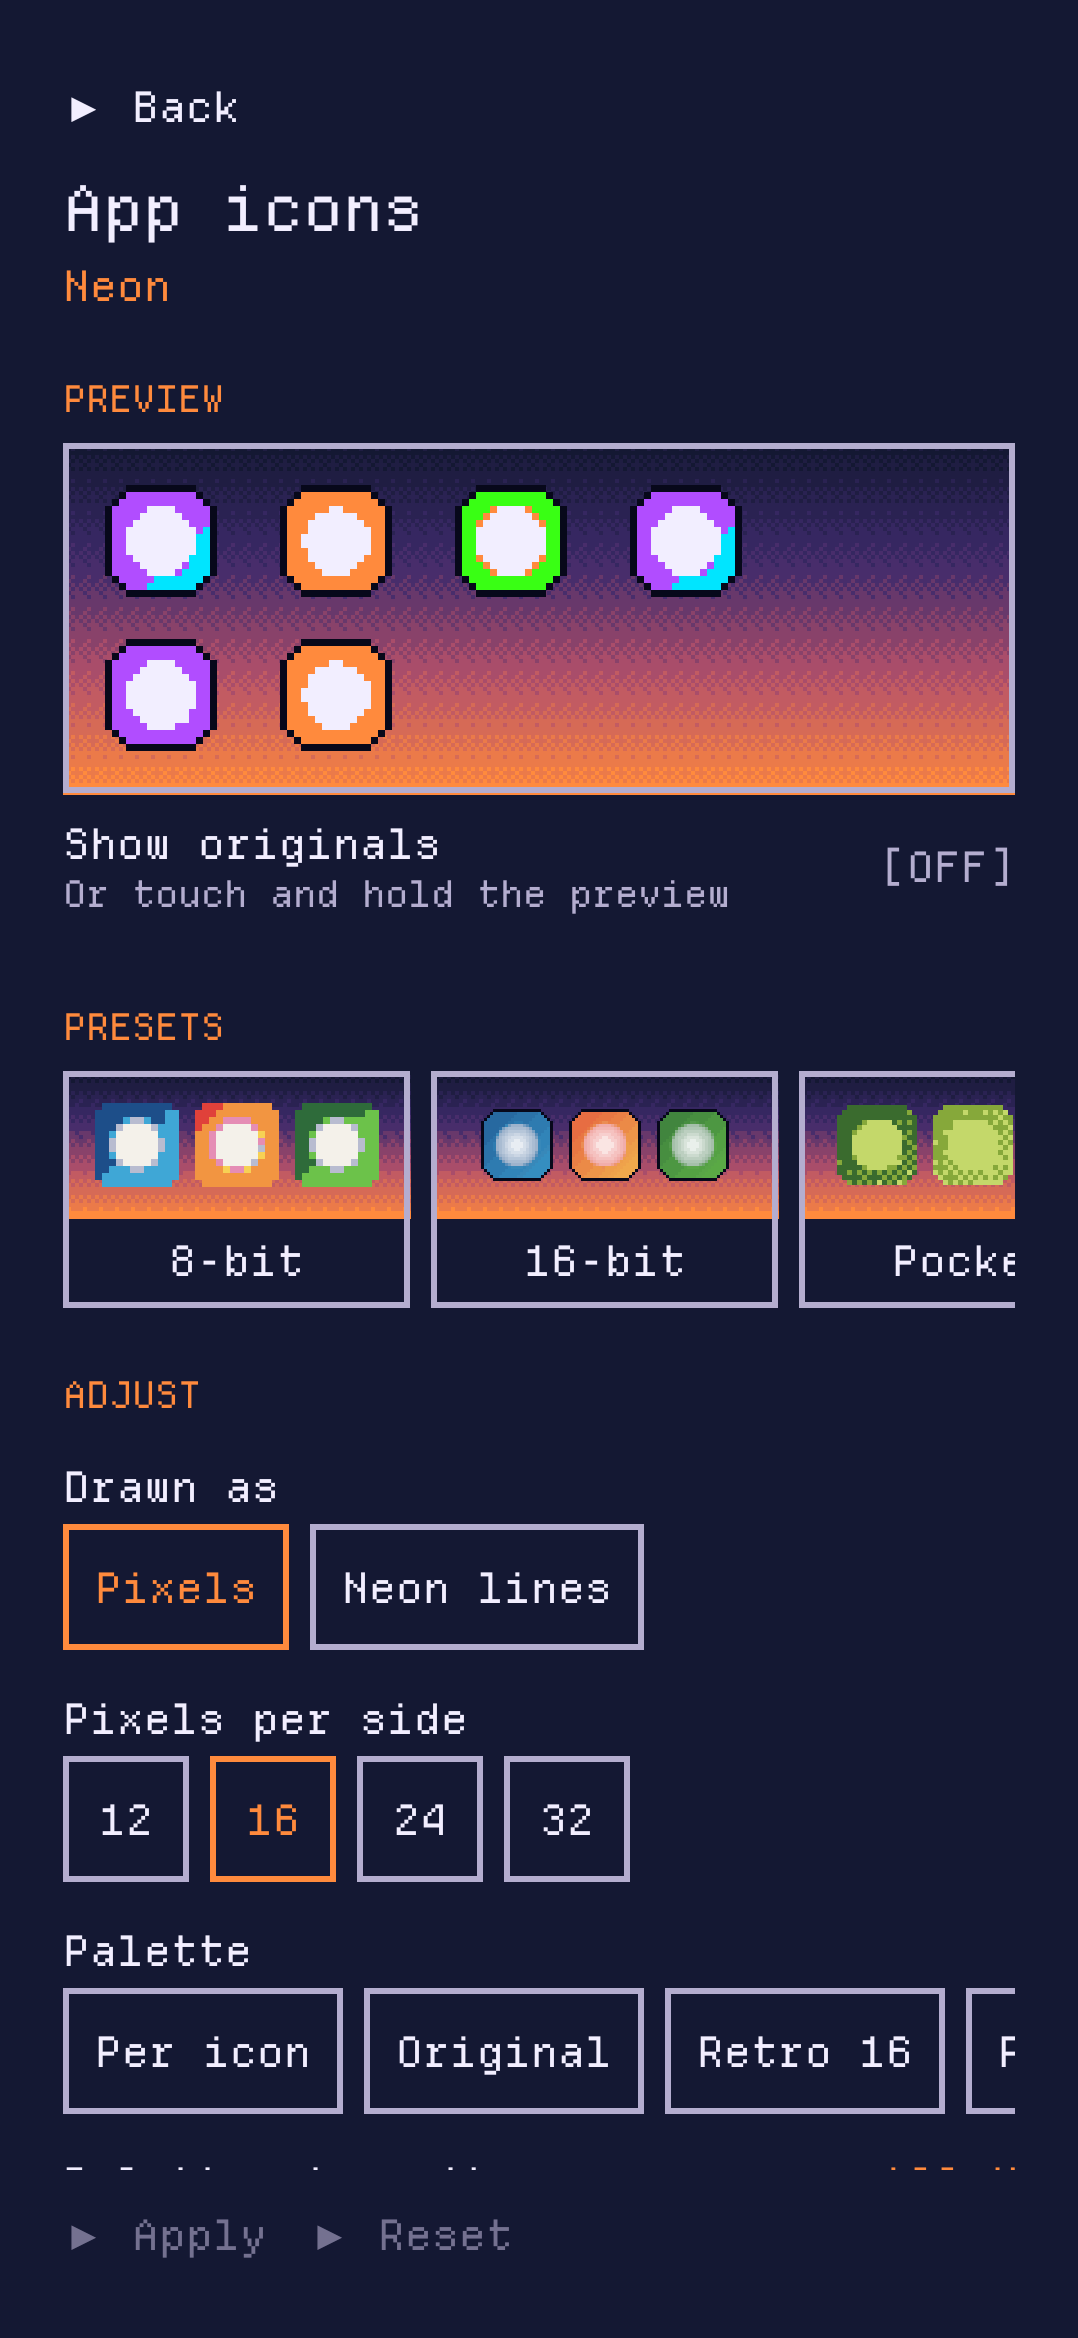 ▶ Back
App icons
Neon
PREVIEW
Show originals
[OFF]
Or touch and hold the preview
PRESETS
8-bit
16-bit
ADJUST
Drawn as
Pixels
Neon lines
Pixels per side
12
16
24
32
Palette
Per icon
Original
Retro 16
▶ Apply
▶ Reset